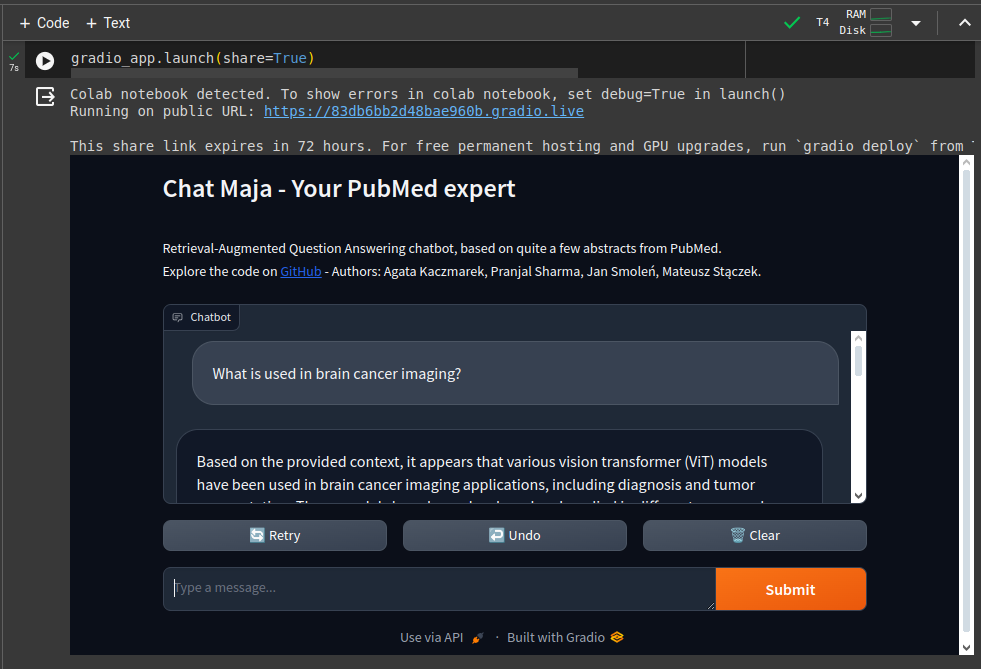 + Code + Text
T4
RAM
Disk
7s
gradio_app.launch(share=True)
Colab notebook detected. To show errors in colab notebook, set debug=True in launch()
Running on public URL: https://83db6bb2d48bae960b.gradio.live
This share link expires in 72 hours. For free permanent hosting and GPU upgrades, run `gradio deploy` from
Chat Maja - Your PubMed expert
Retrieval-Augmented Question Answering chatbot, based on quite a few abstracts from PubMed.
Explore the code on GitHub - Authors: Agata Kaczmarek, Pranjal Sharma, Jan Smoleń, Mateusz Stączek.
Chatbot
What is used in brain cancer imaging?
Based on the provided context, it appears that various vision transformer (ViT) models
have been used in brain cancer imaging applications, including diagnosis and tumor
Retry
Undo
Clear
Type a message...
Submit
Use via API · Built with Gradio